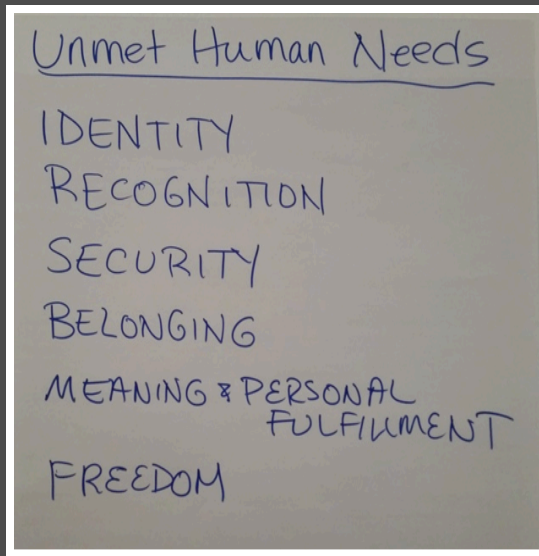 Unmet Human Needs
IDENTITY
RECOGNITION
SECURITY
BELONGING
MEANING & PERSONAL
FULFILLMENT
FREEDOM